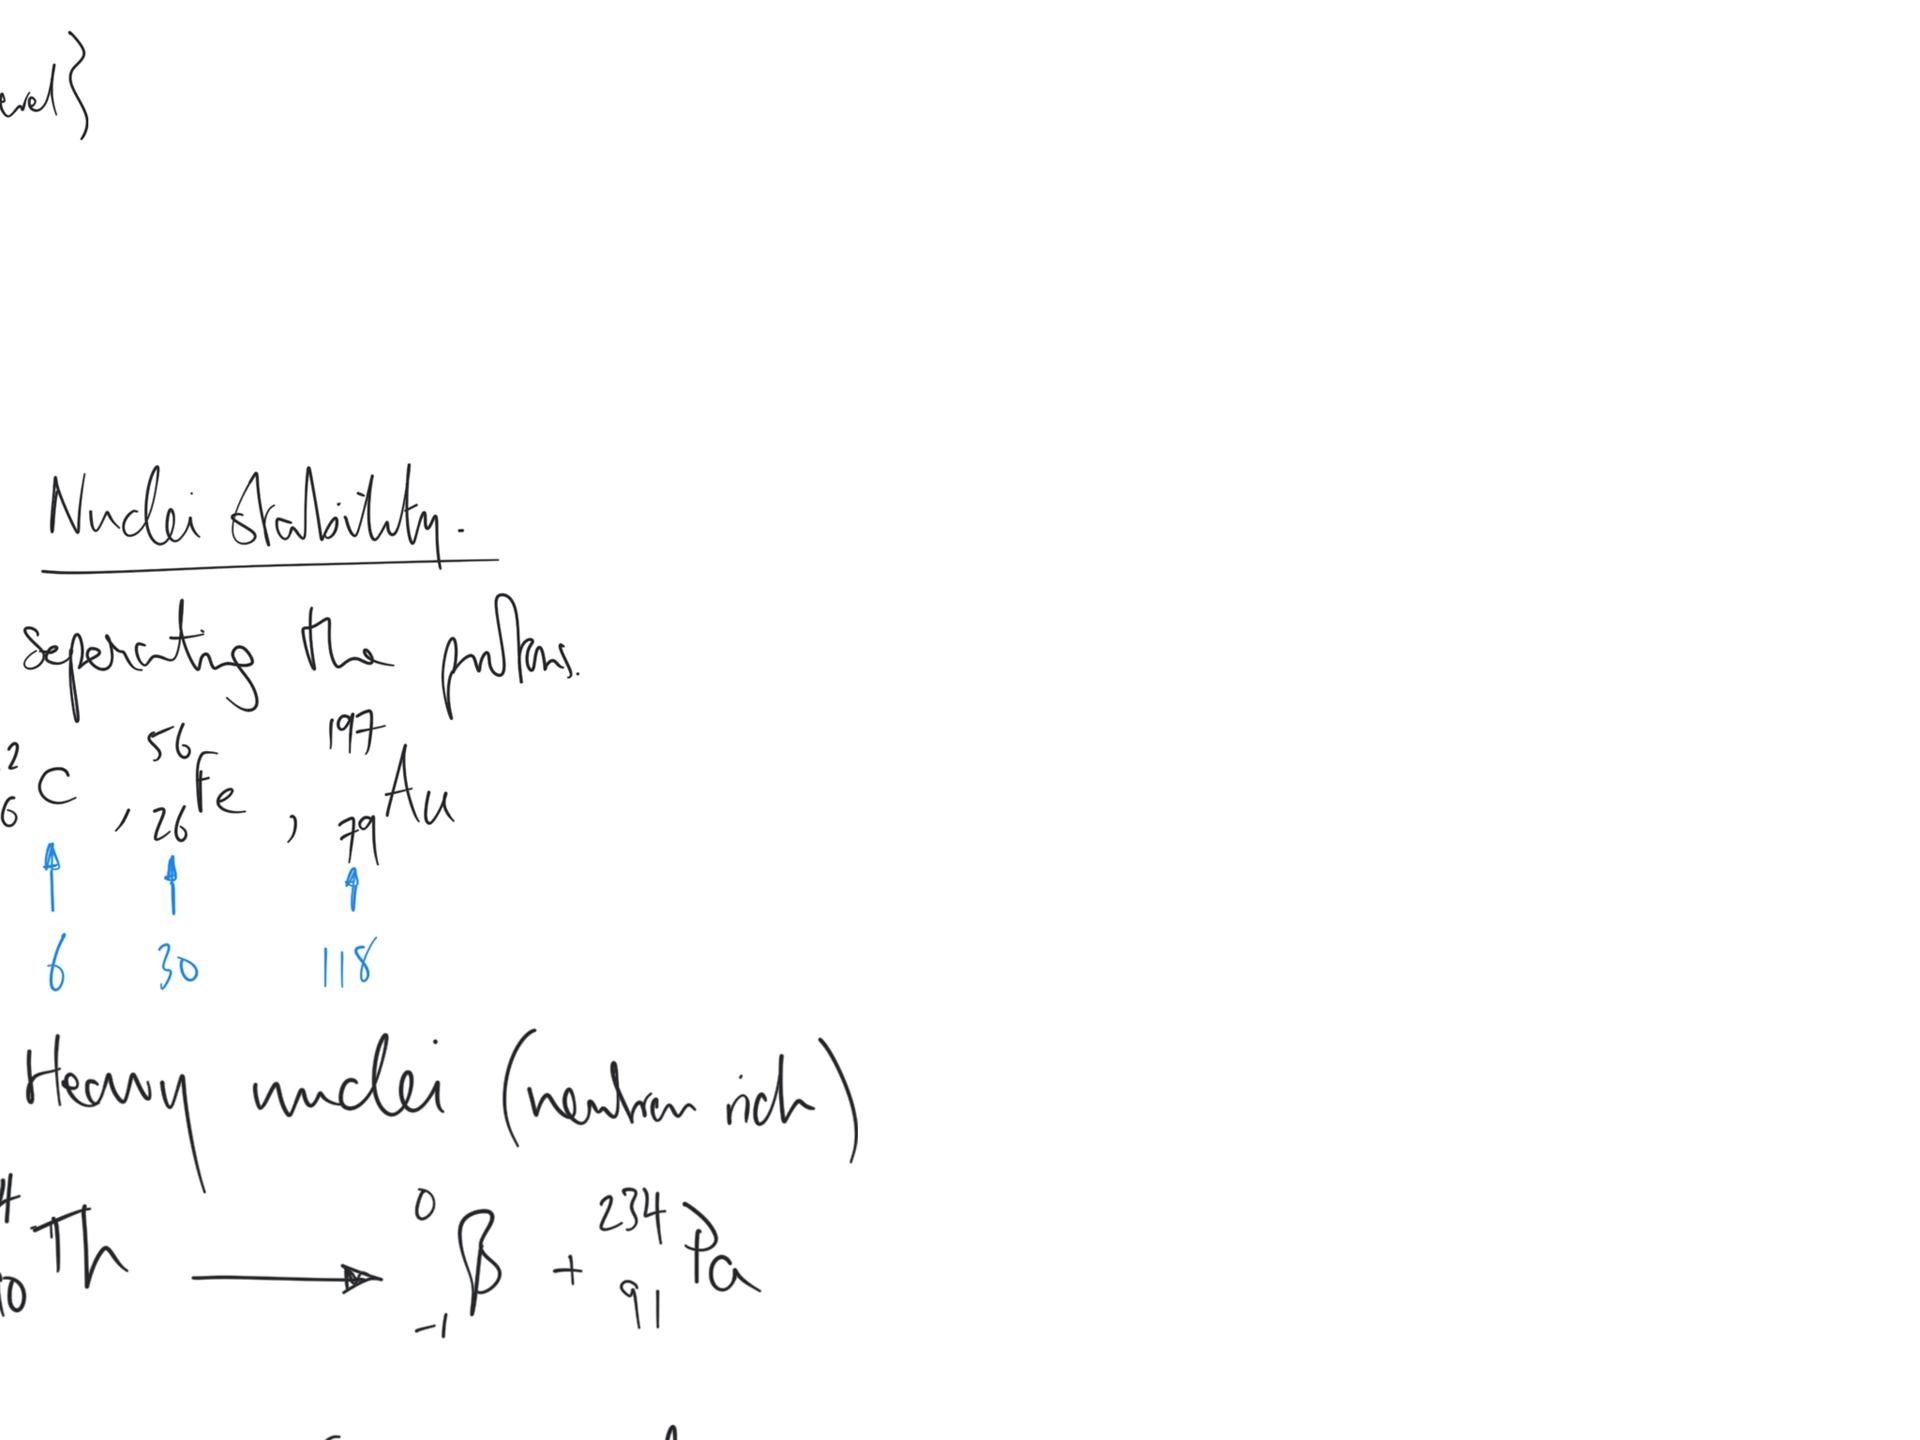 evel}
Nuclei stability.
seperating the protons.
2 6 C , 56 26 Fe , 197 79 Au
6 30 118
Heavy nuclei (neutron rich)
4 0 Th → 0 -1 β + 234 91 Pa